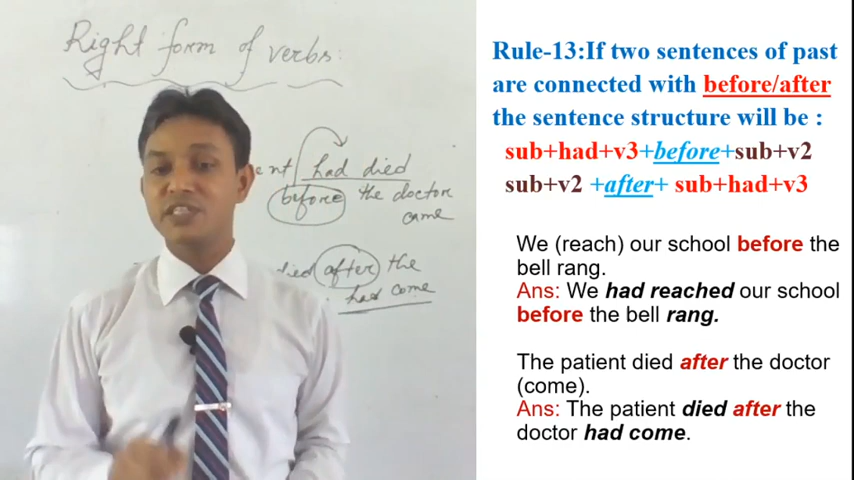 Right form of verbs:
ent had died
before the doctor
came
died after the
had come
Rule-13:If two sentences of past
are connected with before/after
the sentence structure will be :
sub+had+v3+before+sub+v2
sub+v2 +after+ sub+had+v3
We (reach) our school before the
bell rang.
Ans: We had reached our school
before the bell rang.
The patient died after the doctor
(come).
Ans: The patient died after the
doctor had come.